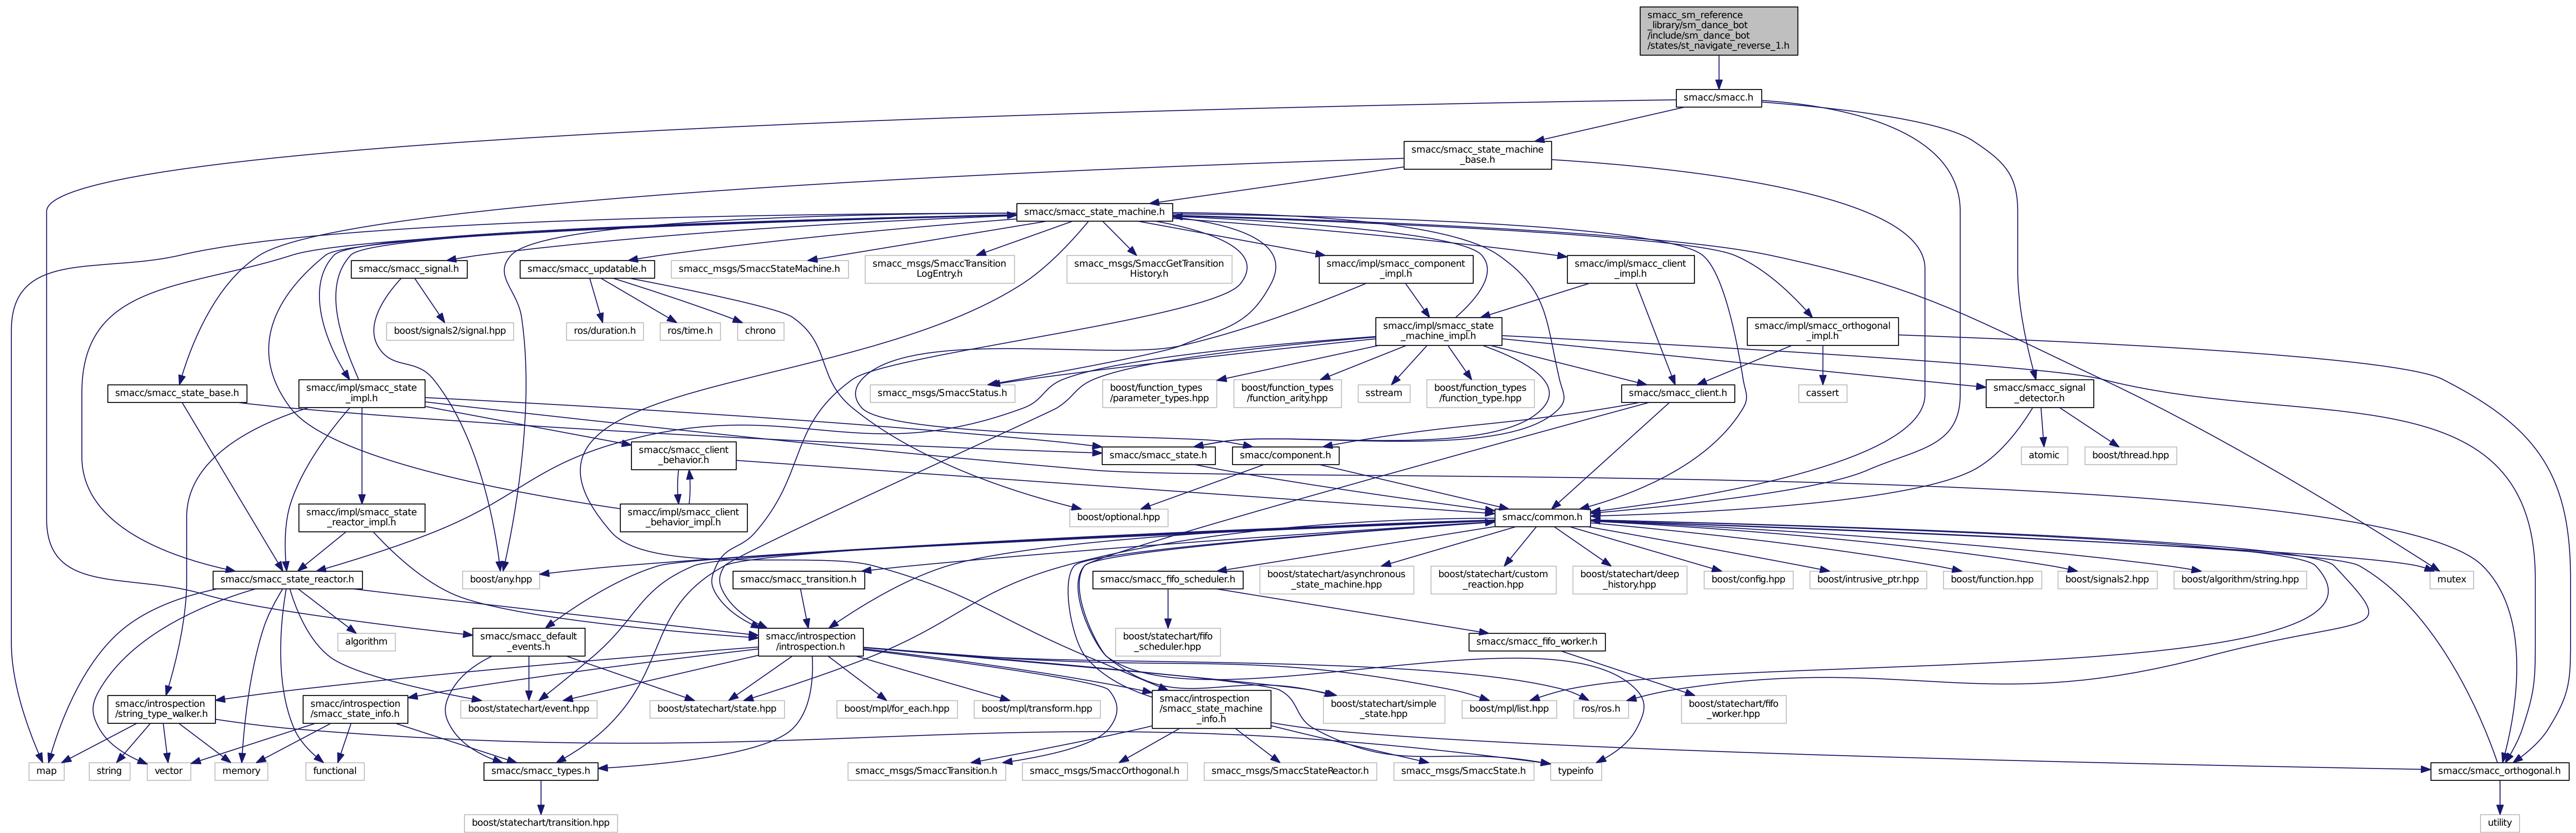 smacc_sm_reference
_library/sm_dance_bot
/include/sm_dance_bot
/states/st_navigate_reverse_1.h
smacc/smacc.h
smacc/smacc_state_machine
_base.h
smacc/smacc_state_machine.h
smacc/smacc_signal.h
smacc/smacc_updatable.h
smacc_msgs/SmaccStateMachine.h
smacc_msgs/SmaccTransition
LogEntry.h
smacc_msgs/SmaccGetTransition
History.h
smacc/impl/smacc_component
_impl.h
smacc/impl/smacc_client
_impl.h
boost/signals2/signal.hpp
ros/duration.h
ros/time.h
chrono
smacc/impl/smacc_state
_machine_impl.h
smacc/impl/smacc_orthogonal
_impl.h
smacc/smacc_state_base.h
smacc/impl/smacc_state
_impl.h
smacc_msgs/SmaccStatus.h
boost/function_types
/parameter_types.hpp
boost/function_types
/function_arity.hpp
sstream
boost/function_types
/function_type.hpp
smacc/smacc_client.h
cassert
smacc/smacc_signal
_detector.h
smacc/smacc_client
_behavior.h
smacc/smacc_state.h
smacc/component.h
atomic
boost/thread.hpp
smacc/impl/smacc_state
_reactor_impl.h
smacc/impl/smacc_client
_behavior_impl.h
boost/optional.hpp
smacc/common.h
smacc/smacc_state_reactor.h
boost/any.hpp
smacc/smacc_transition.h
smacc/smacc_fifo_scheduler.h
boost/statechart/asynchronous
_state_machine.hpp
boost/statechart/custom
_reaction.hpp
boost/statechart/deep
_history.hpp
boost/config.hpp
boost/intrusive_ptr.hpp
boost/function.hpp
boost/signals2.hpp
boost/algorithm/string.hpp
mutex
algorithm
smacc/smacc_default
_events.h
smacc/introspection
/introspection.h
boost/statechart/fifo
_scheduler.hpp
smacc/smacc_fifo_worker.h
smacc/introspection
/string_type_walker.h
smacc/introspection
/smacc_state_info.h
boost/statechart/event.hpp
boost/statechart/state.hpp
boost/mpl/for_each.hpp
boost/mpl/transform.hpp
smacc/introspection
/smacc_state_machine
_info.h
boost/statechart/simple
_state.hpp
boost/mpl/list.hpp
ros/ros.h
boost/statechart/fifo
_worker.hpp
map
string
vector
memory
functional
smacc/smacc_types.h
smacc_msgs/SmaccTransition.h
smacc_msgs/SmaccOrthogonal.h
smacc_msgs/SmaccStateReactor.h
smacc_msgs/SmaccState.h
typeinfo
smacc/smacc_orthogonal.h
boost/statechart/transition.hpp
utility